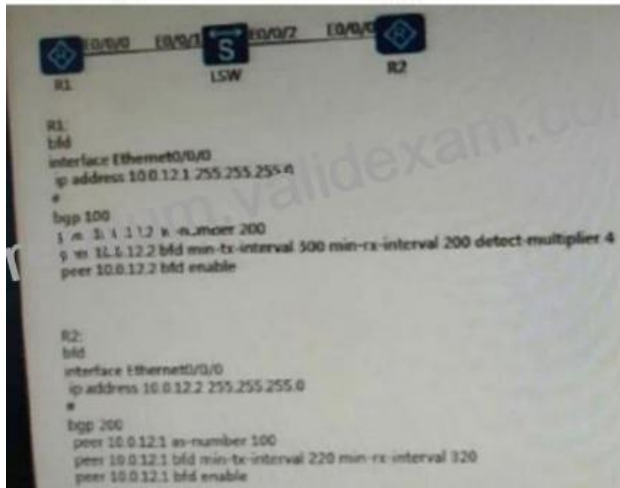 E0/0/0 E0/0/1 E0/0/2 E0/0/0
S
R1 LSW R2
R1:
bfd
interface Ethernet0/0/0
ip address 10.0.12.1 255.255.255.0
#
bgp 100
200
12.2 bfd min-tx-interval 300 min-rx-interval 200 detect-multiplier 4
peer 10.0.12.2 bfd enable
validexam.co
R2:
bfd
interface Ethernet0/0/0
ip address 10.0.12.2 255.255.255.0
#
bgp 200
peer 10.0.12.1 as-number 100
peer 10.0.12.1 bfd min-tx-interval 220 min-rx-interval 320
peer 10.0.12.1 bfd enable